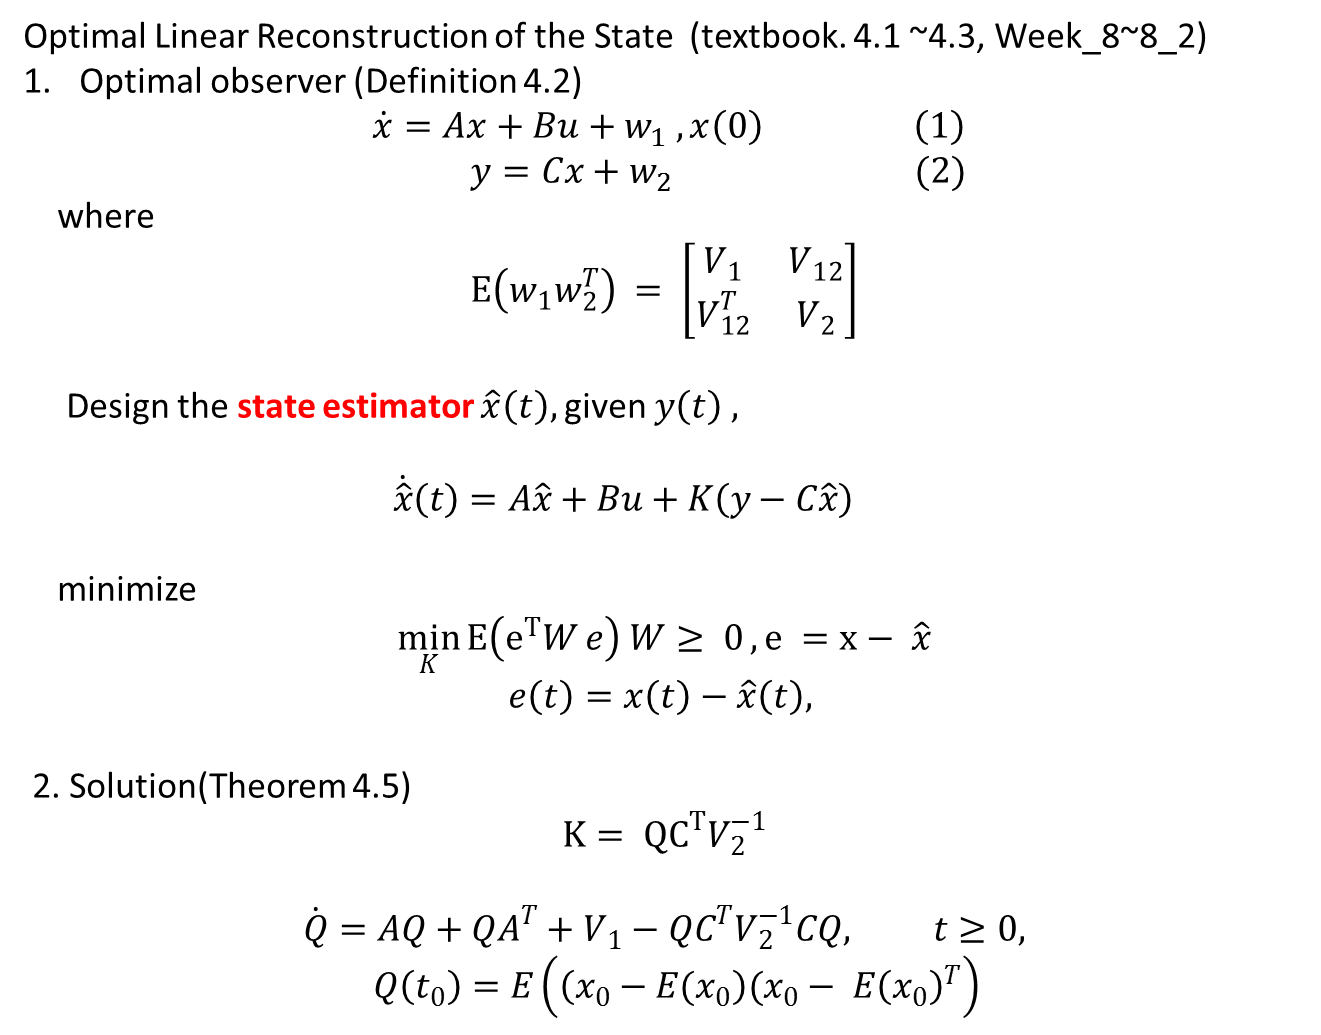 Optimal Linear Reconstruction of the State (textbook. 4.1 ~4.3, Week_8~8_2)
1. Optimal observer (Definition 4.2)
ẋ = Ax + Bu + w₁ , x(0) (1)
y = Cx + w₂ (2)
where
E(w₁w₂ᵀ) = [V₁ V₁₂; V₁₂ᵀ V₂]
Design the state estimator x̂(t), given y(t) ,
x̂̇(t) = Ax̂ + Bu + K(y − Cx̂)
minimize
min_K E(eᵀW e) W ≥ 0 , e = x − x̂
e(t) = x(t) − x̂(t),
2. Solution(Theorem 4.5)
K = QCᵀV₂⁻¹
Q̇ = AQ + QAᵀ + V₁ − QCᵀV₂⁻¹CQ, t ≥ 0,
Q(t₀) = E((x₀ − E(x₀)(x₀ − E(x₀)ᵀ)